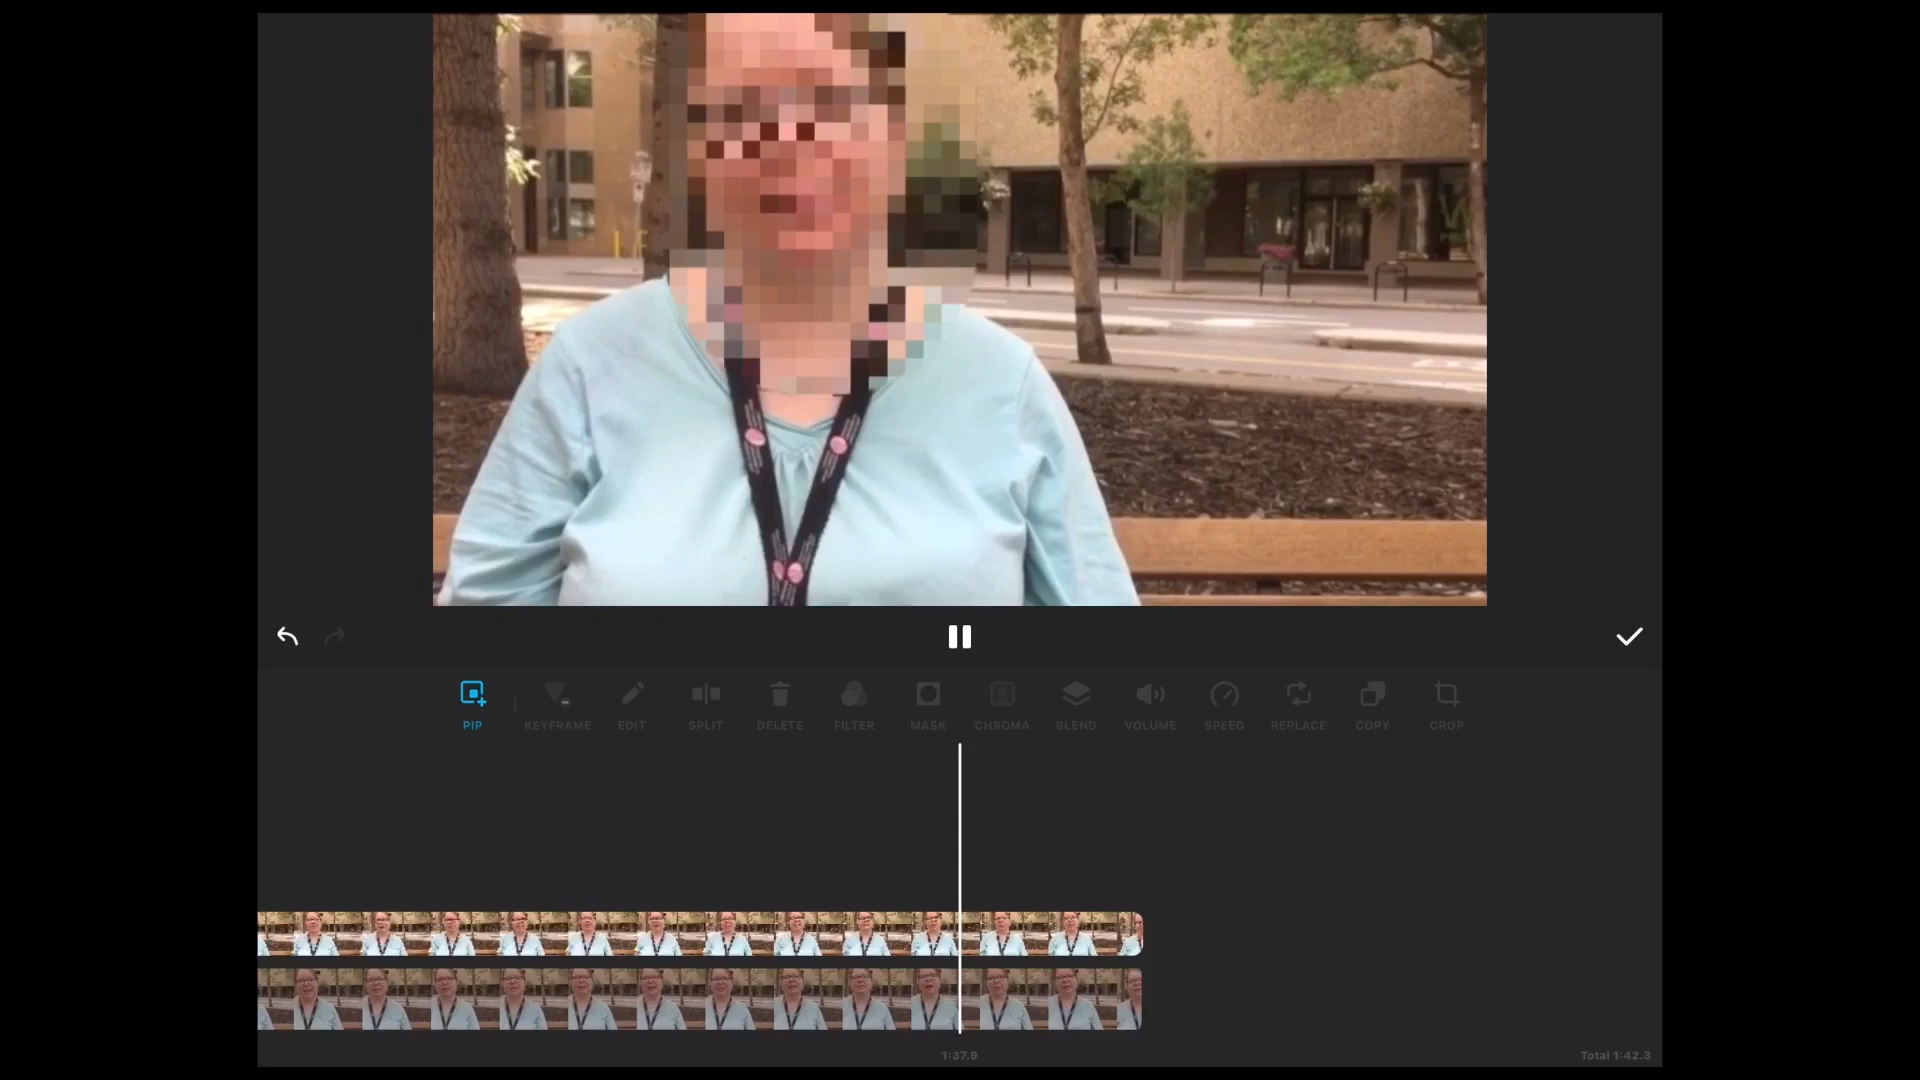 PIP KEYFRAME EDIT SPLIT DELETE FILTER MASK CHROMA BLEND VOLUME SPEED REPLACE COPY CROP
1:37.9 Total 1:42.3